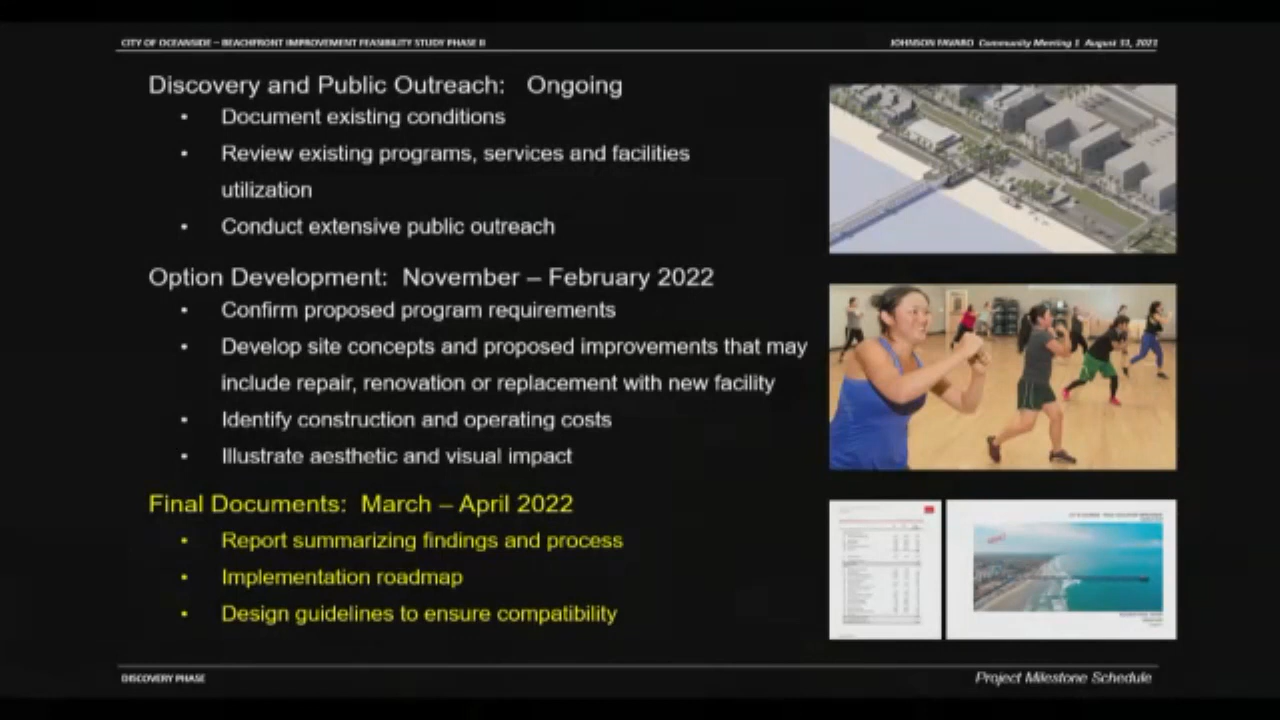 CITY OF OCEANSIDE – BEACHFRONT IMPROVEMENT FEASIBILITY STUDY PHASE II
JOHNSON FAVARO Community Meeting 1 August 31, 2021
Discovery and Public Outreach: Ongoing
• Document existing conditions
• Review existing programs, services and facilities
utilization
• Conduct extensive public outreach
Option Development: November – February 2022
• Confirm proposed program requirements
• Develop site concepts and proposed improvements that may
include repair, renovation or replacement with new facility
• Identify construction and operating costs
• Illustrate aesthetic and visual impact
Final Documents: March – April 2022
• Report summarizing findings and process
• Implementation roadmap
• Design guidelines to ensure compatibility
DISCOVERY PHASE
Project Milestone Schedule